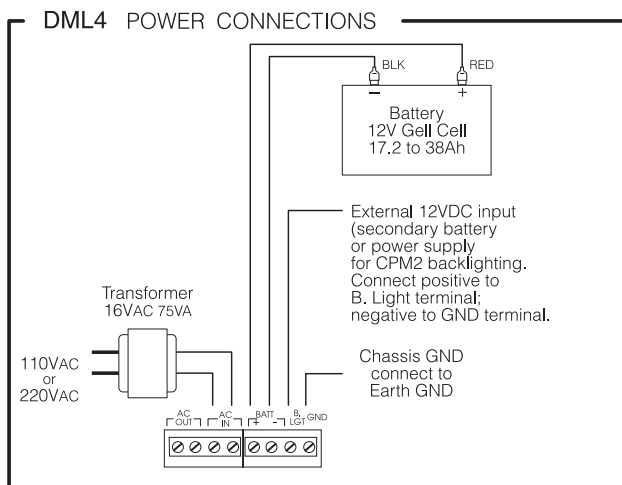 DML4 POWER CONNECTIONS
BLK
RED
Battery
12V Gell Cell
17.2 to 38Ah
External 12VDC input
(secondary battery
or power supply
for CPM2 backlighting.
Connect positive to
B. Light terminal;
negative to GND terminal.
Transformer
16VAC 75VA
110VAC
or
220VAC
Chassis GND
connect to
Earth GND
AC
OUT
AC
IN
BATT
+ -
B.
LGT
GND